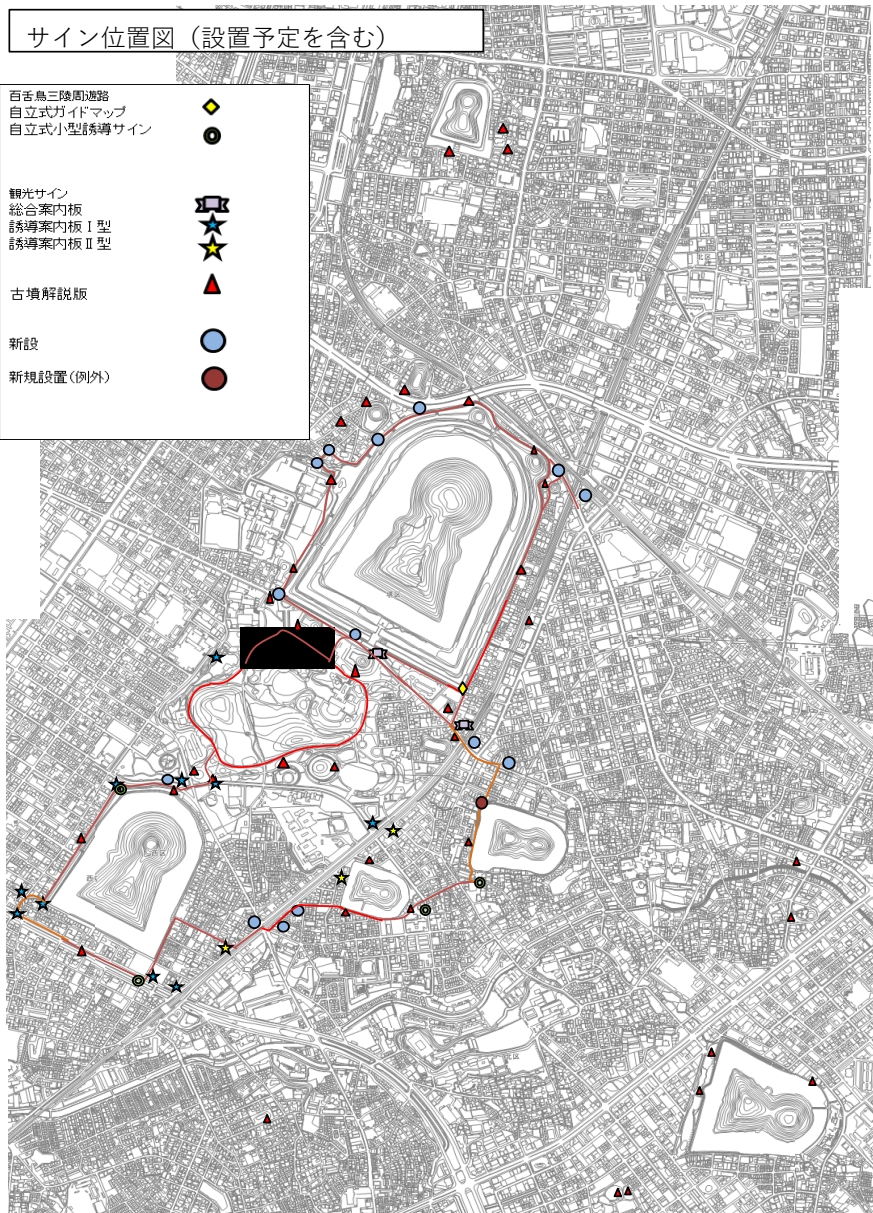 サイン位置図（設置予定を含む）
百舌鳥三陵周遊路
自立式ガイドマップ
自立式小型誘導サイン
観光サイン
総合案内板
誘導案内板Ⅰ型
誘導案内板Ⅱ型
古墳解説版
新設
新規設置(例外)